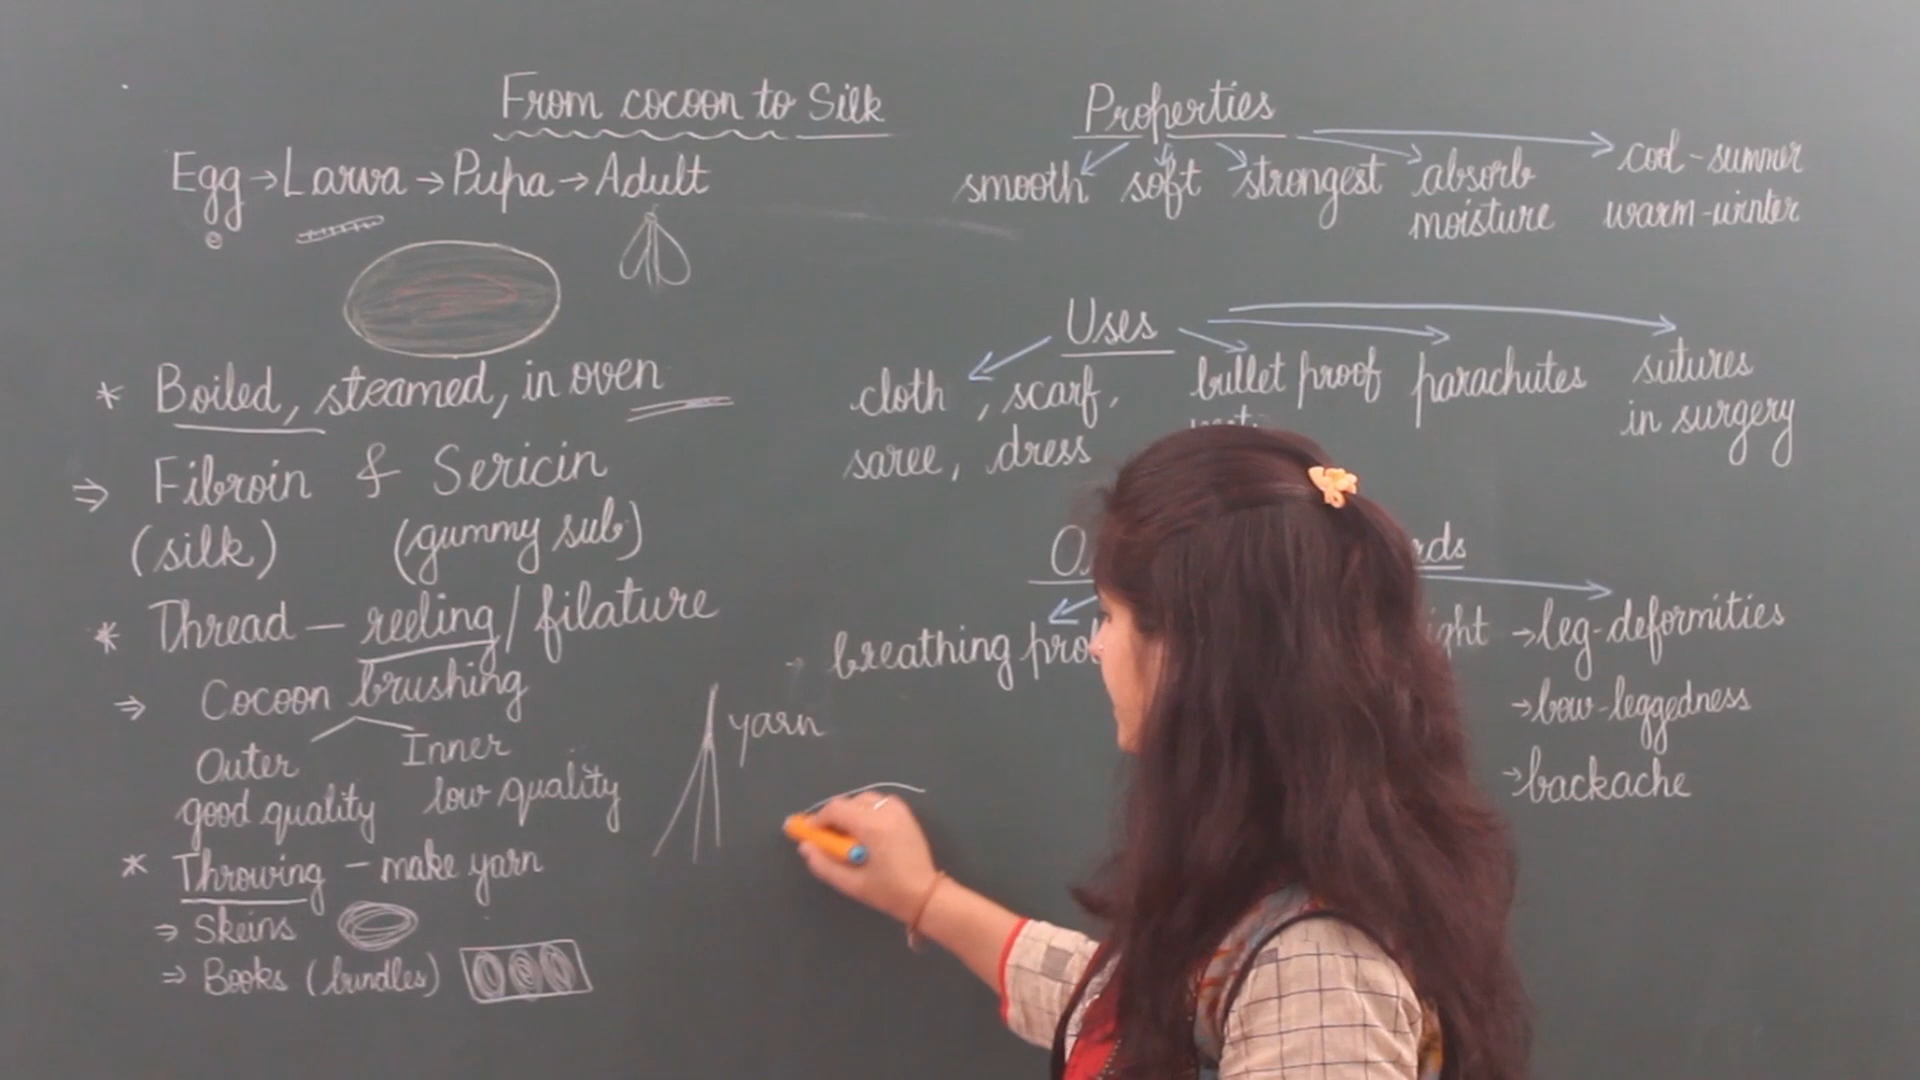 From cocoon to Silk
Egg → Larva → Pupa → Adult
* Boiled, steamed, in oven
⇒ Fibroin & Sericin
(silk) (gummy sub)
* Thread – reeling / filature
⇒ Cocoon brushing
Outer Inner
good quality low quality
* Throwing – make yarn
⇒ Skeins
⇒ Books (bundles)
yarn
Properties
smooth soft strongest absorb moisture cool - summer
warm - winter
Uses
cloth, scarf,
saree, dress
bullet proof
parachutes
sutures
in surgery
breathing
→ leg-deformities
→ bow-leggedness
→ backache